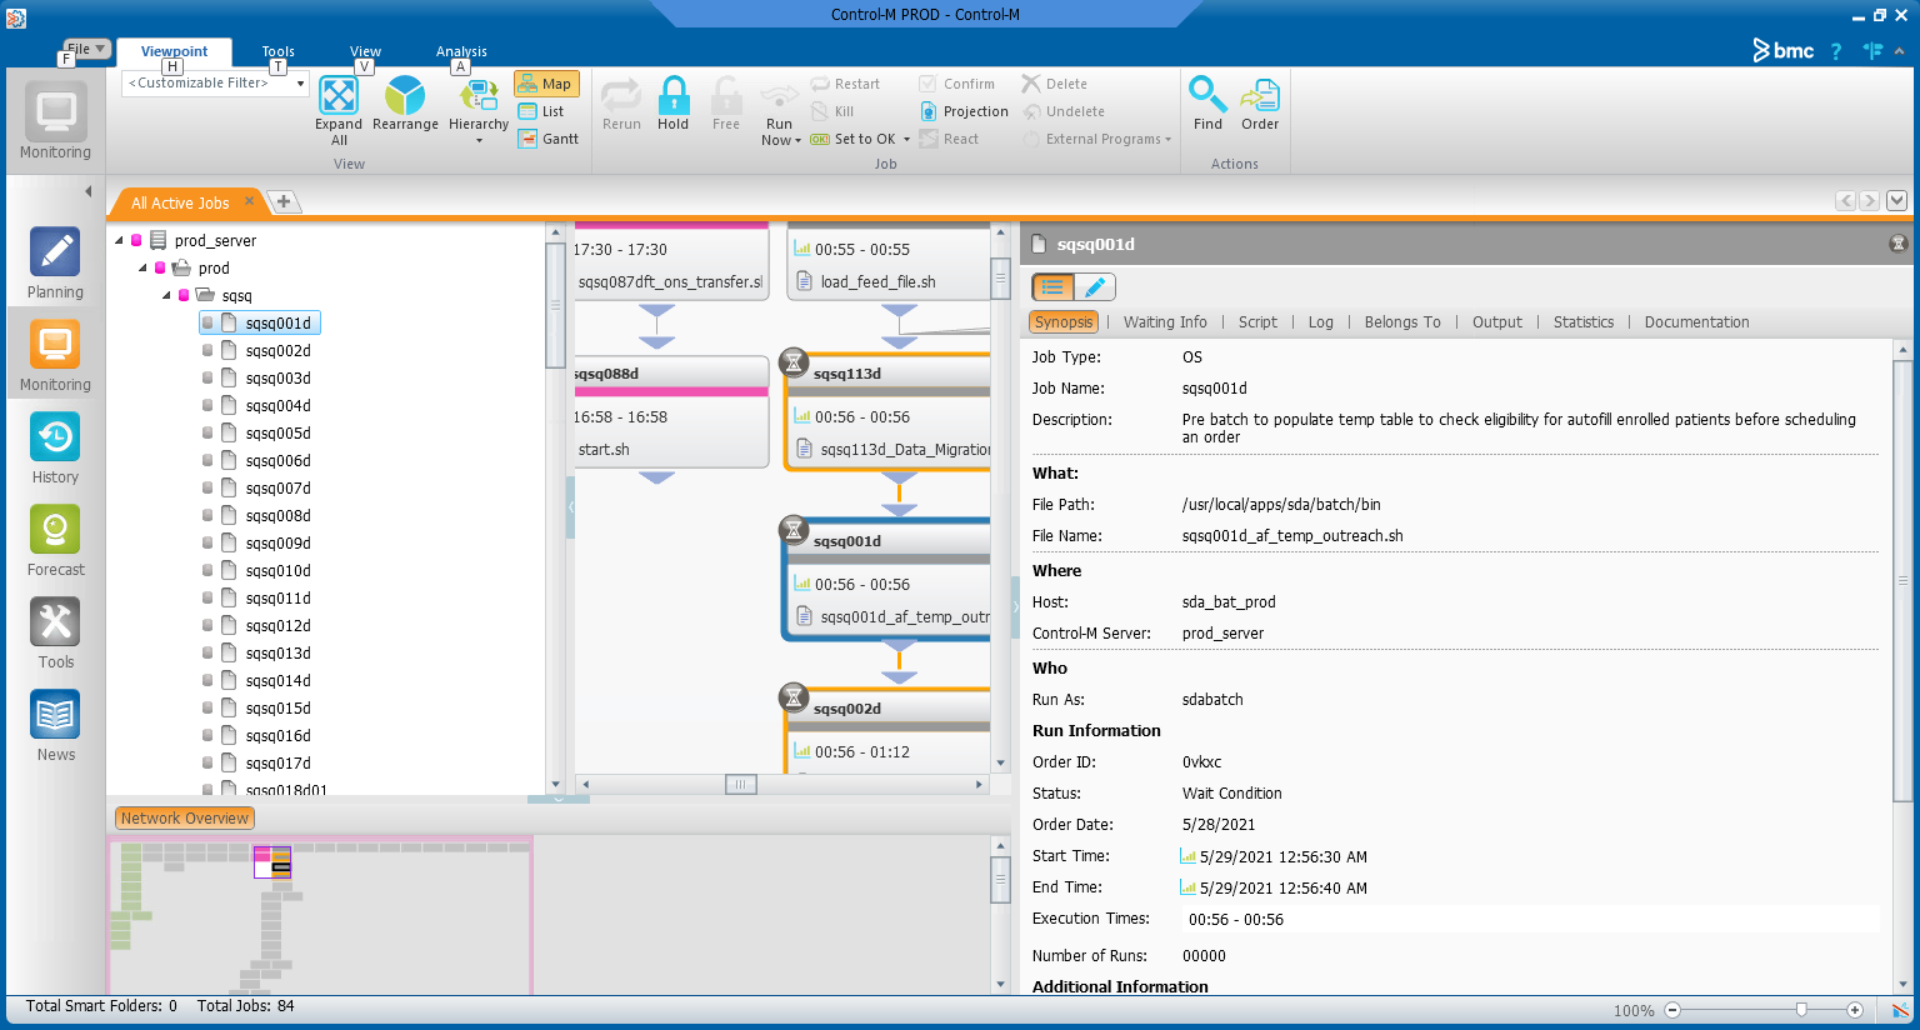 Control-M PROD - Control-M
File
F
Viewpoint
H
Tools
T
View
V
Analysis
A
bmc
?
<Customizable Filter>
Expand All
Rearrange
Hierarchy
Map
List
Gantt
View
Rerun
Hold
Free
Run Now
Restart
Kill
Set to OK
Confirm
Projection
React
Delete
Undelete
External Programs
Job
Find
Order
Actions
Monitoring
Planning
Monitoring
History
Forecast
Tools
News
All Active Jobs
prod_server
prod
sqsq
sqsq001d
sqsq002d
sqsq003d
sqsq004d
sqsq005d
sqsq006d
sqsq007d
sqsq008d
sqsq009d
sqsq010d
sqsq011d
sqsq012d
sqsq013d
sqsq014d
sqsq015d
sqsq016d
sqsq017d
sqsq018d01
17:30 - 17:30
sqsq087dft_ons_transfer.sl
sqsq088d
16:58 - 16:58
start.sh
00:55 - 00:55
load_feed_file.sh
sqsq113d
00:56 - 00:56
sqsq113d_Data_Migratio
sqsq001d
00:56 - 00:56
sqsq001d_af_temp_outr
sqsq002d
00:56 - 01:12
Network Overview
sqsq001d
Synopsis | Waiting Info | Script | Log | Belongs To | Output | Statistics | Documentation
Job Type: OS
Job Name: sqsq001d
Description: Pre batch to populate temp table to check eligibility for autofill enrolled patients before scheduling
an order
What:
File Path: /usr/local/apps/sda/batch/bin
File Name: sqsq001d_af_temp_outreach.sh
Where
Host: sda_bat_prod
Control-M Server: prod_server
Who
Run As: sdabatch
Run Information
Order ID: 0vkxc
Status: Wait Condition
Order Date: 5/28/2021
Start Time: 5/29/2021 12:56:30 AM
End Time: 5/29/2021 12:56:40 AM
Execution Times: 00:56 - 00:56
Number of Runs: 00000
Additional Information
Total Smart Folders: 0 Total Jobs: 84
100%